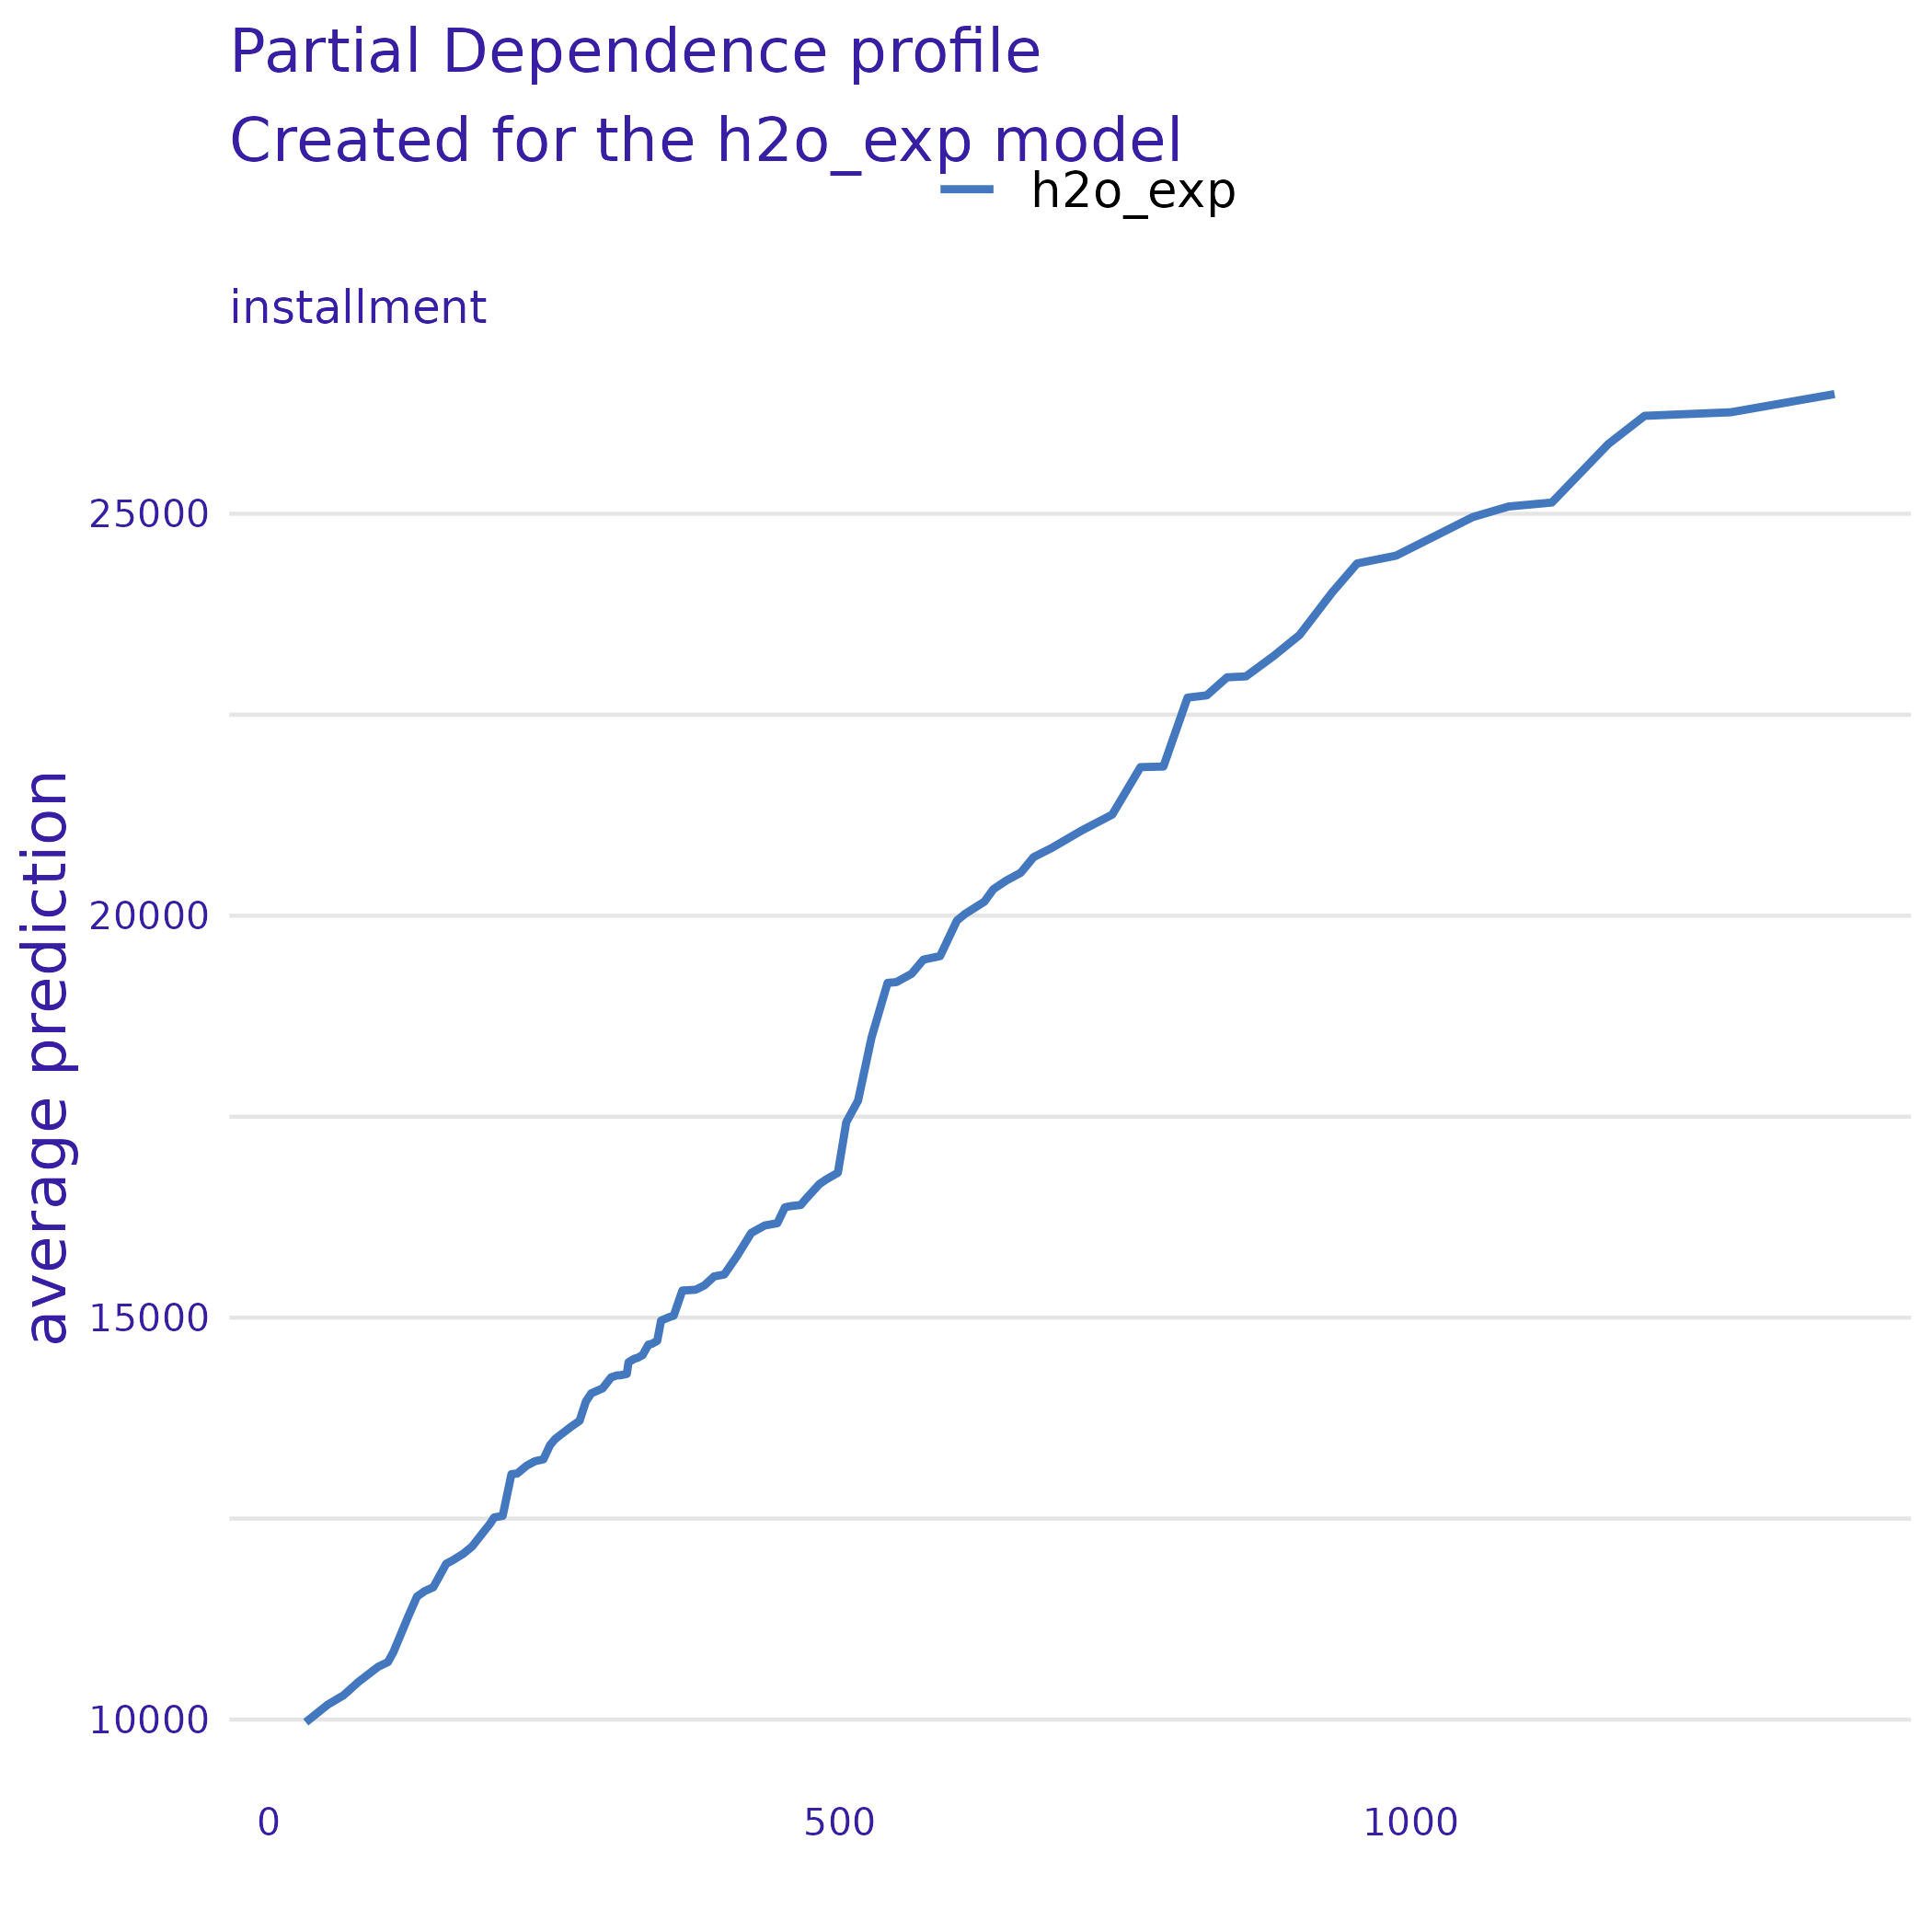 Partial Dependence profile
Created for the h2o_exp model
h2o_exp
installment
average prediction
25000
20000
15000
10000
0
500
1000